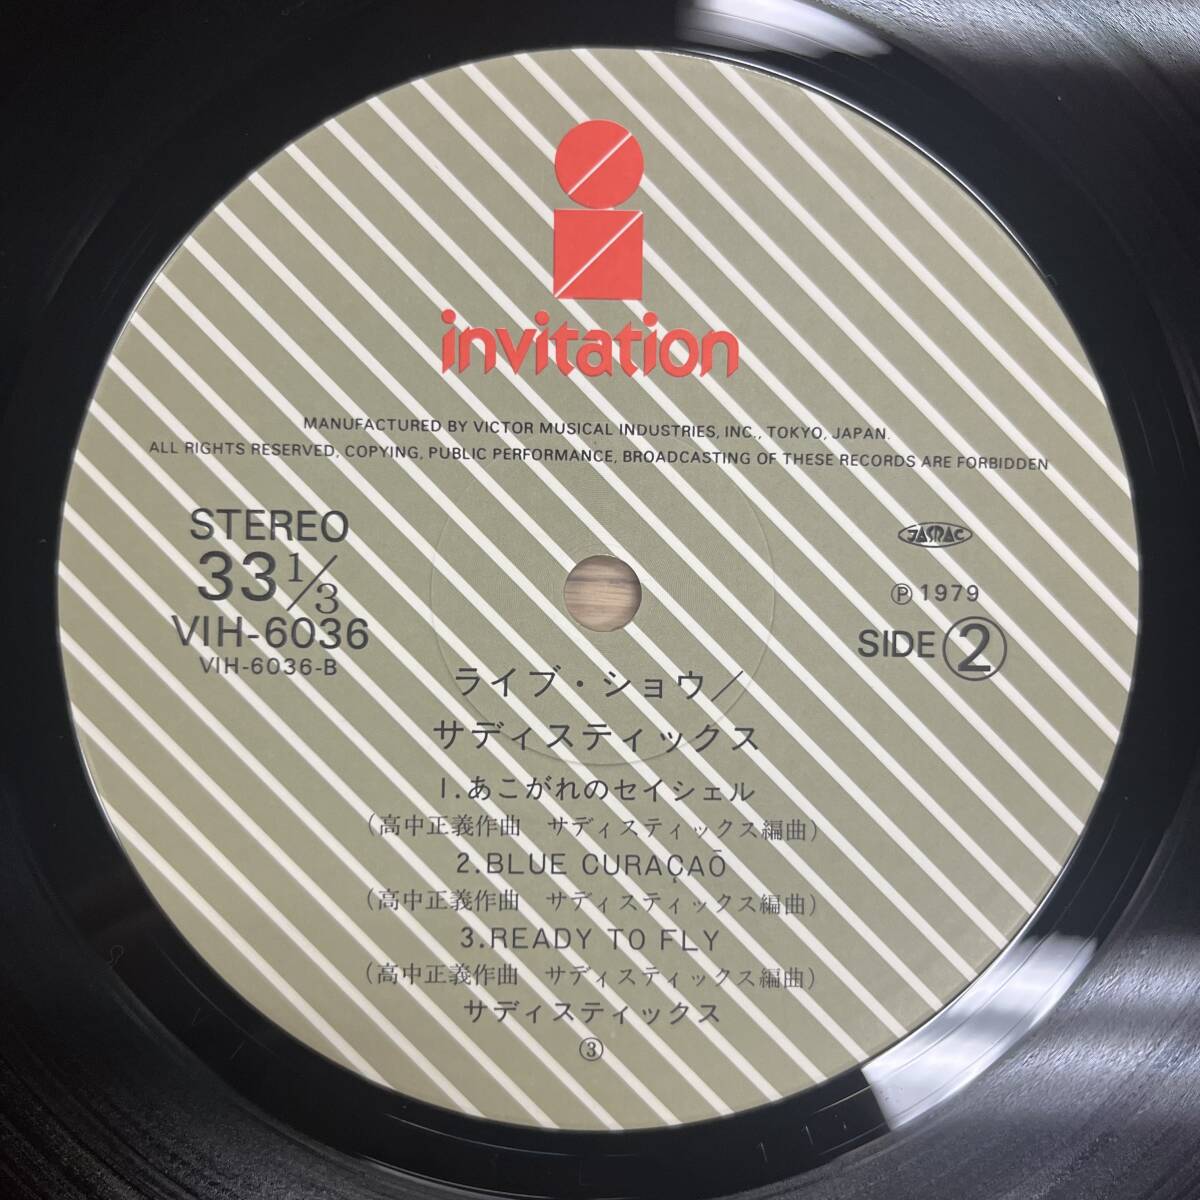 invitation
MANUFACTURED BY VICTOR MUSICAL INDUSTRIES, INC., TOKYO, JAPAN.
ALL RIGHTS RESERVED, COPYING, PUBLIC PERFORMANCE, BROADCASTING OF THESE RECORDS ARE FORBIDDEN
STEREO
33 1/3
VIH-6036
VIH-6036-B
JASRAC
Ⓟ 1979
SIDE ②
ライブ・ショウ/
サディスティックス
1.あこがれのセイシェル
(高中正義作曲 サディスティックス編曲)
2.BLUE CURAÇAŌ
(高中正義作曲 サディスティックス編曲)
3.READY TO FLY
(高中正義作曲 サディスティックス編曲)
サディスティックス
③